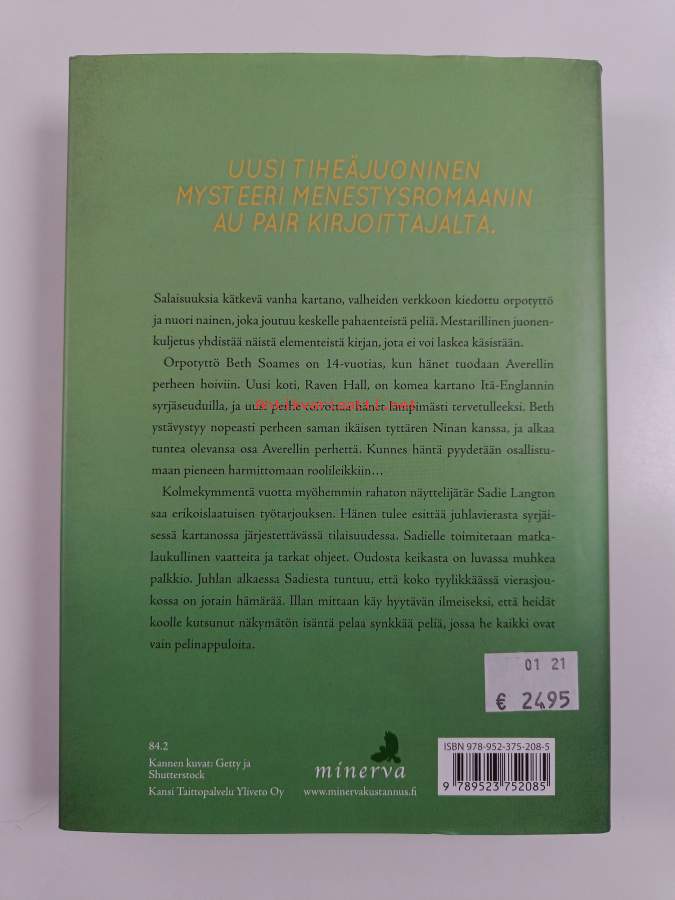 UUSI TIHEÄJUONINEN
MYSTEERI MENESTYSROMAANIN
AU PAIR KIRJOITTAJALTA.
Salaisuuksia kätkevä vanha kartano, valheiden verkkoon kiedottu orpotyttö
ja nuori nainen, joka joutuu keskelle pahaenteistä peliä. Mestarillinen juonen-
kuljetus yhdistää näistä elementeistä kirjan, jota ei voi laskea käsistään.
Orpotyttö Beth Soames on 14-vuotias, kun hänet tuodaan Averellin
perheen hoiviin. Uusi koti, Raven Hall, on komea kartano Itä-Englannin
syrjäseuduilla, ja uusi perhe toivottaa hänet lämpimästi tervetulleeksi. Beth
ystävystyy nopeasti perheen saman ikäisen tyttären Ninan kanssa, ja alkaa
tuntea olevansa osa Averellin perhettä. Kunnes häntä pyydetään osallistu-
maan pieneen harmittomaan roolileikkiin…
Kolmekymmentä vuotta myöhemmin rahaton näyttelijätär Sadie Langton
saa erikoislaatuisen työtarjouksen. Hänen tulee esittää juhlavierasta syrjäi-
sessä kartanossa järjestettävässä tilaisuudessa. Sadielle toimitetaan matka-
laukullinen vaatteita ja tarkat ohjeet. Oudosta keikasta on luvassa muhkea
palkkio. Juhlan alkaessa Sadiesta tuntuu, että koko tyylikkäässä vierasjou-
kossa on jotain hämärää. Illan mittaan käy hyytävän ilmeiseksi, että heidät
koolle kutsunut näkymätön isäntä pelaa synkkää peliä, jossa he kaikki ovat
vain pelinappuloita.
01 21
€ 24.95
84.2
Kannen kuvat: Getty ja
Shutterstock
Kansi Taittopalvelu Yliveto Oy
minerva
www.minervakustannus.fi
ISBN 978-952-375-208-5
9 789523 752085